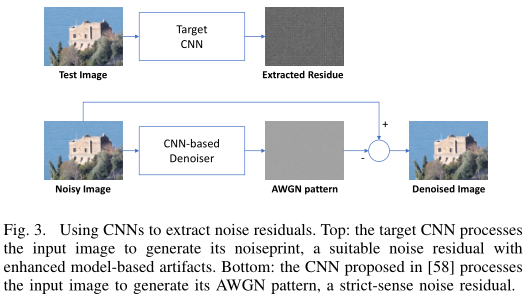 Target
CNN
Test Image
Extracted Residue
+
CNN-based
Denoiser
-
Noisy Image
AWGN pattern
Denoised Image
Fig. 3. Using CNNs to extract noise residuals. Top: the target CNN processes
the input image to generate its noiseprint, a suitable noise residual with
enhanced model-based artifacts. Bottom: the CNN proposed in [58] processes
the input image to generate its AWGN pattern, a strict-sense noise residual.